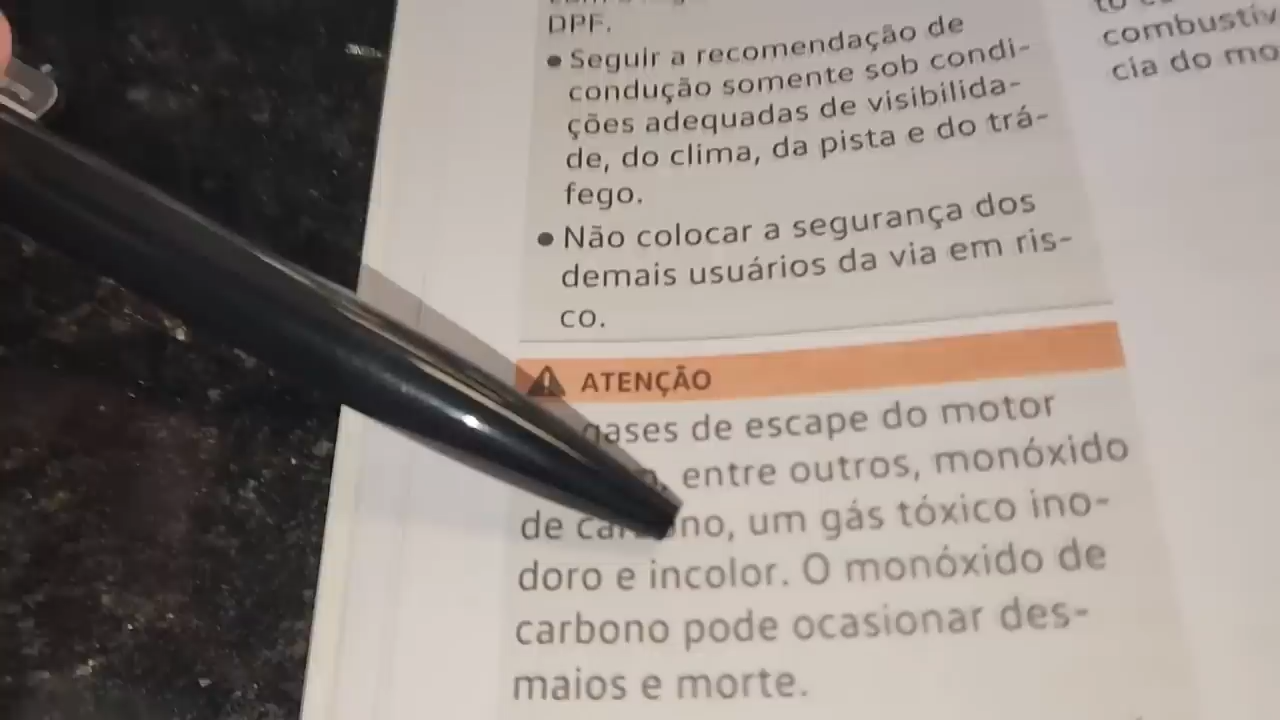 DPF.
• Seguir a recomendação de
condução somente sob condi-
ções adequadas de visibilida-
de, do clima, da pista e do trá-
fego.
• Não colocar a segurança dos
demais usuários da via em ris-
co.
ATENÇÃO
gases de escape do motor
entre outros, monóxido
de carbono, um gás tóxico ino-
doro e incolor. O monóxido de
carbono pode ocasionar des-
maios e morte.
combustív
cia do mo